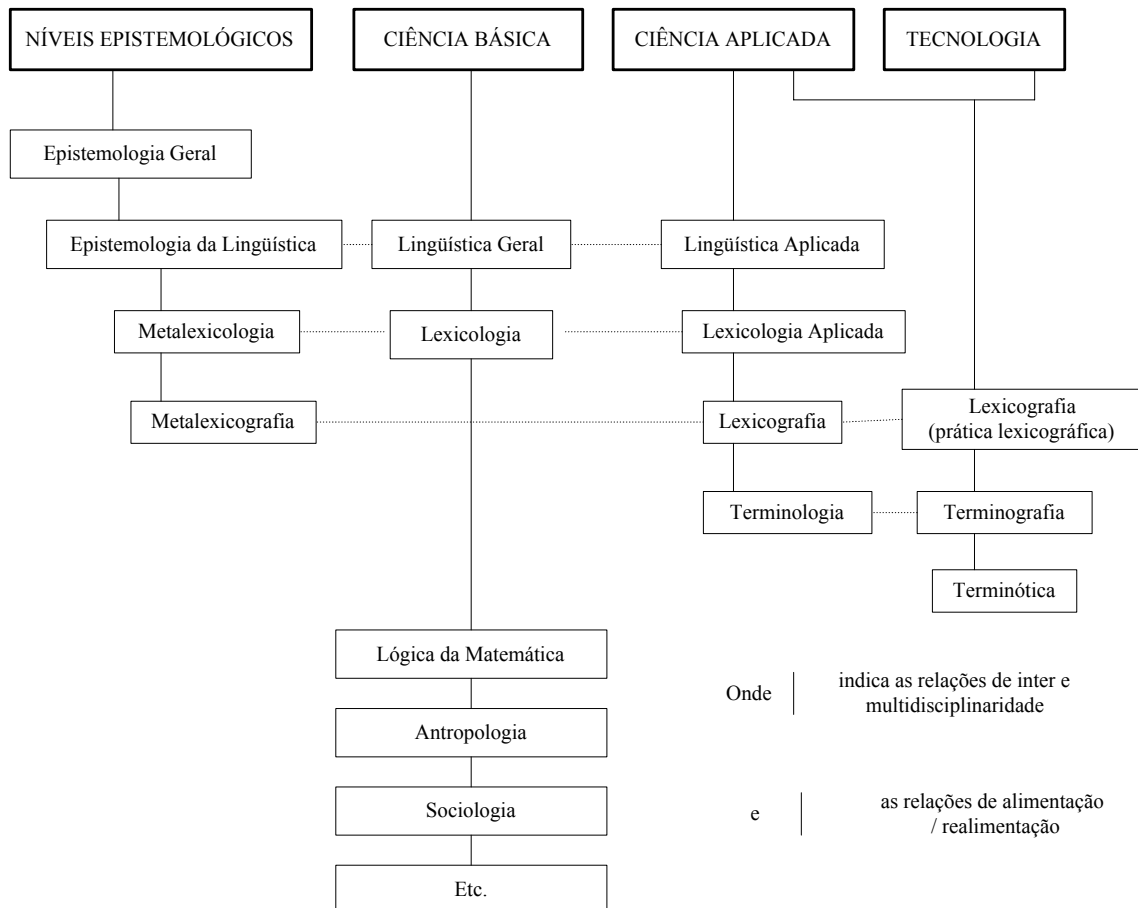 NÍVEIS EPISTEMOLÓGICOS
CIÊNCIA BÁSICA
CIÊNCIA APLICADA
TECNOLOGIA
Epistemologia Geral
Epistemologia da Lingüística
Lingüística Geral
Lingüística Aplicada
Metalexicologia
Lexicologia
Lexicologia Aplicada
Metalexicografia
Lexicografia
Lexicografia
(prática lexicográfica)
Terminologia
Terminografia
Terminótica
Lógica da Matemática
Antropologia
Sociologia
Etc.
Onde
indica as relações de inter e
multidisciplinaridade
e
as relações de alimentação
/ realimentação